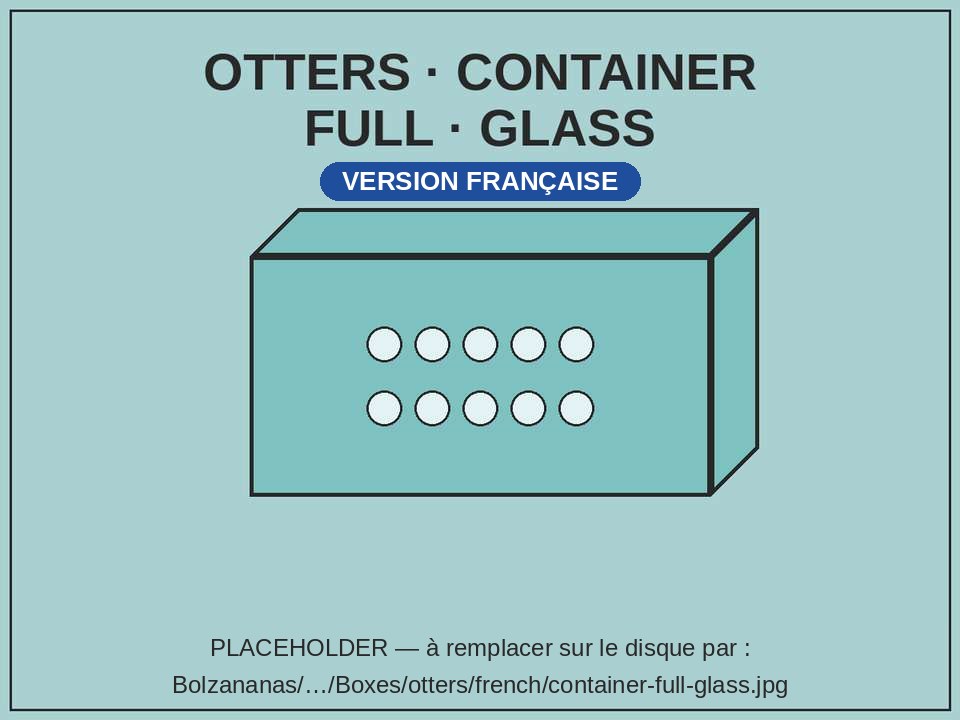 OTTERS · CONTAINER
FULL · GLASS
VERSION FRANÇAISE
PLACEHOLDER — à remplacer sur le disque par :
Bolzananas/…/Boxes/otters/french/container-full-glass.jpg